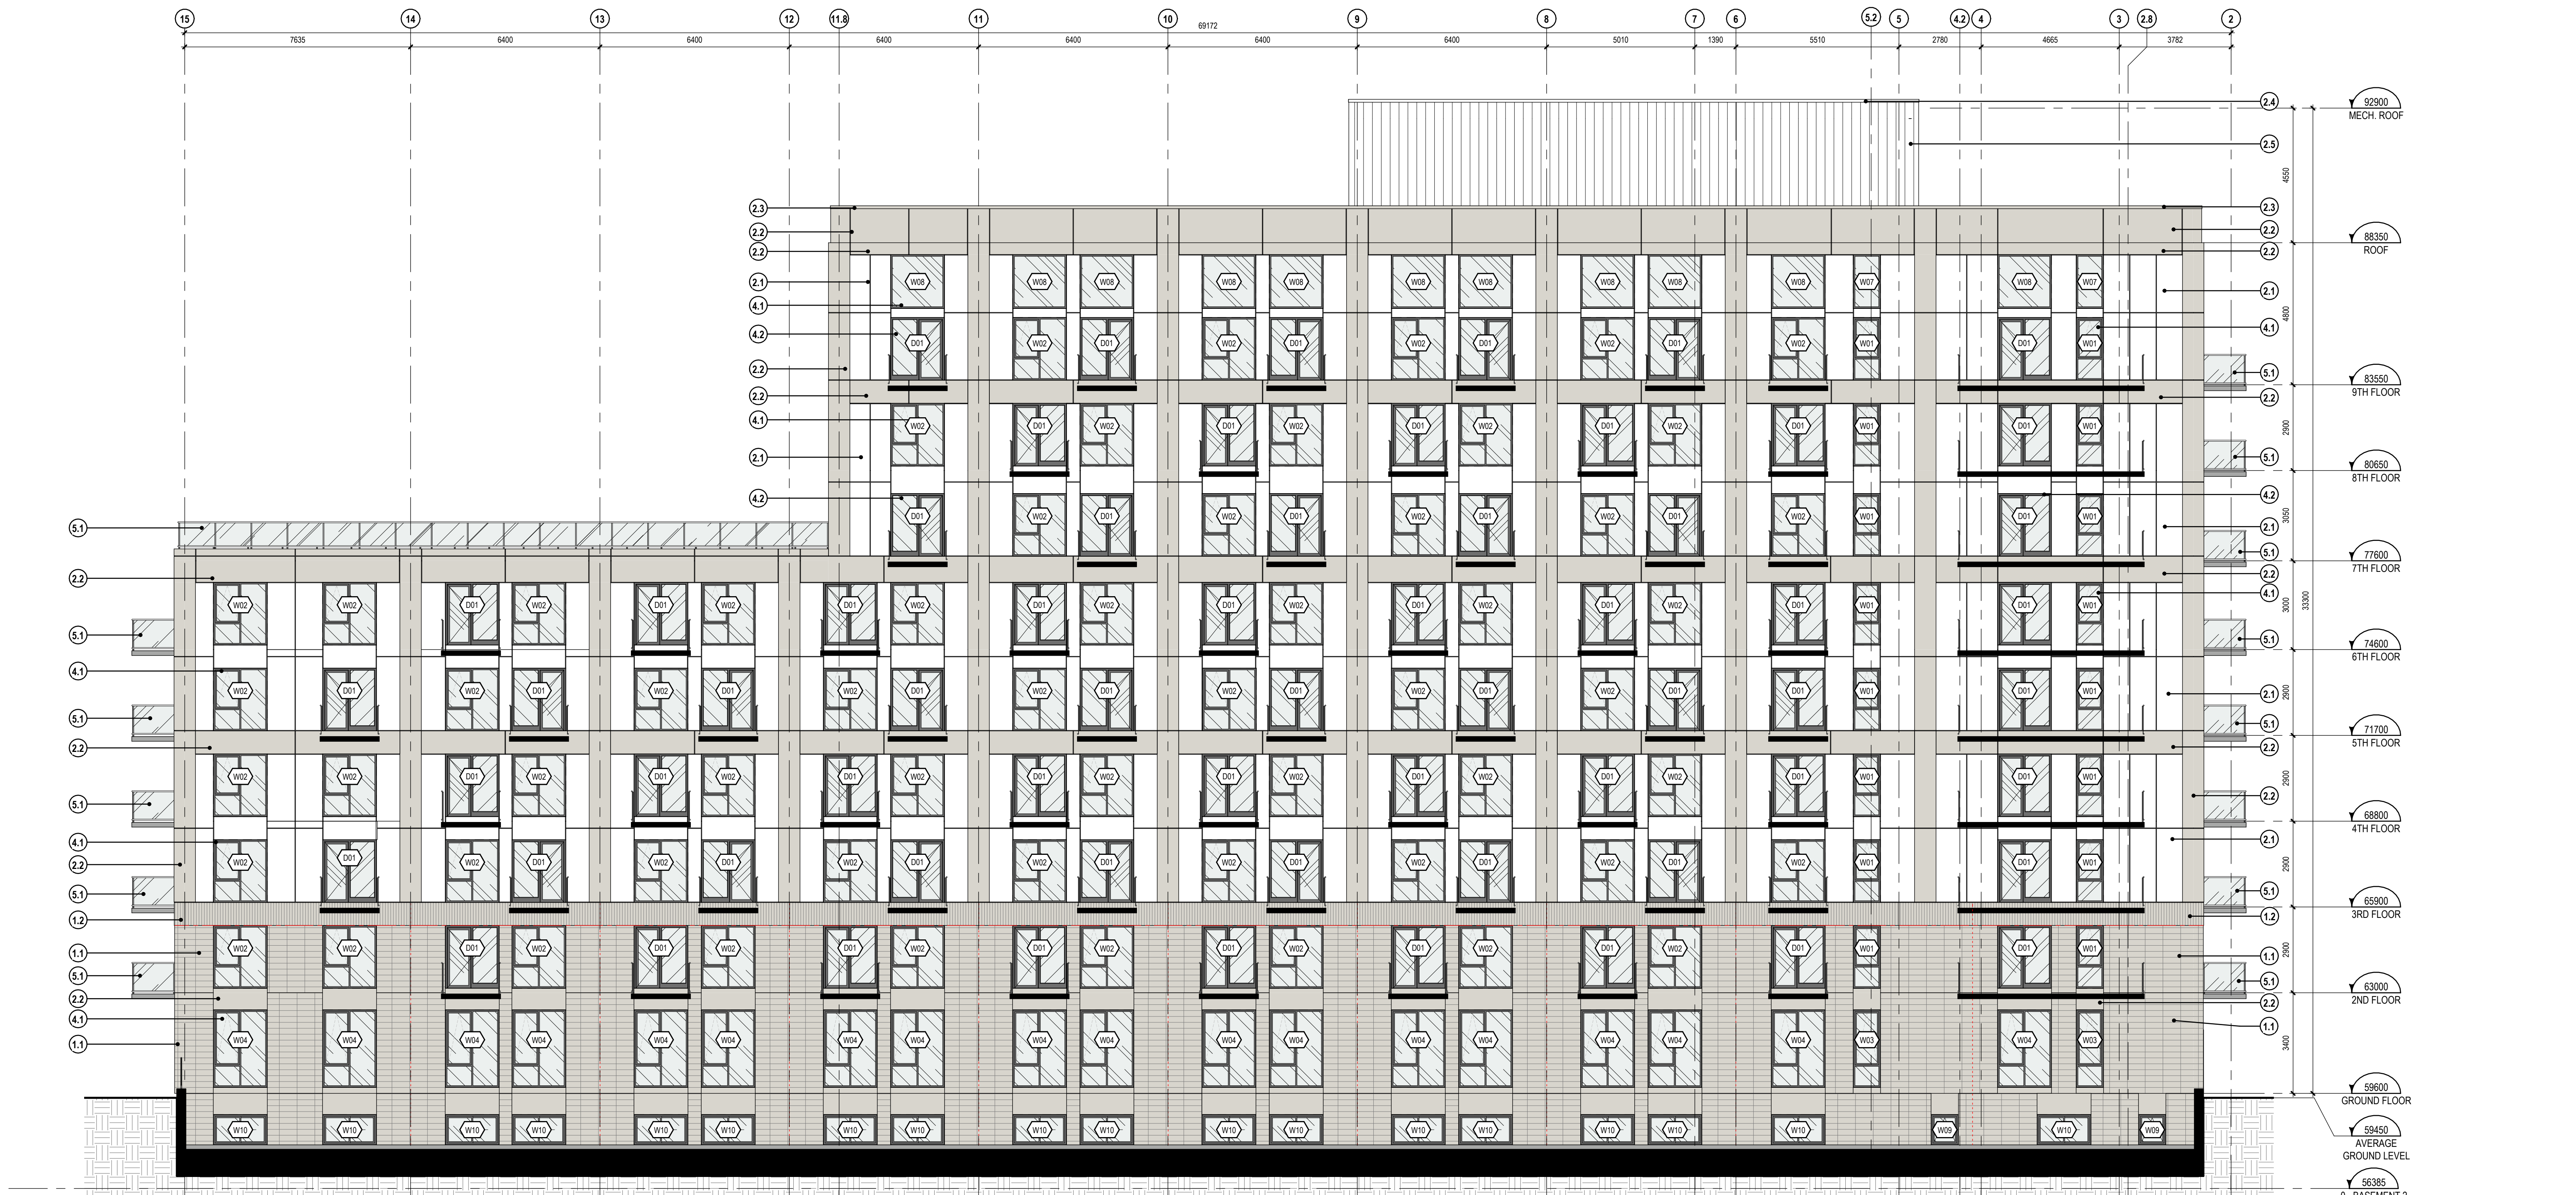 15 14 13 12 11.8 11 10 9 8 7 6 5.2 5 4.2 4 3 2.8 2
69172
7635 6400 6400 6400 6400 6400 6400 5010 1390 5510 2780 4665 3782
2.4 92900
MECH. ROOF
2.5
4550
2.3 2.3
2.2 2.2 88350
2.2 2.2 ROOF
2.1 W08 W08 W08 W08 W08 W08 W08 W08 W08 W08 W07 W08 W07 2.1
4.1 4800
4.2 D01 W02 D01 W02 D01 W02 D01 W02 D01 W02 W01 D01 W01 4.1
2.2 5.1 83550
2.2 2.2 9TH FLOOR
4.1 W02 D01 W02 D01 W02 D01 W02 D01 W02 D01 W01 D01 W01 2900
2.1 5.1 80650
8TH FLOOR
4.2 4.2
D01 W02 D01 W02 D01 W02 D01 W02 D01 W02 W01 D01 W01 3050
5.1 2.1
5.1 77600
7TH FLOOR
2.2 2.2
W02 W02 D01 W02 D01 W02 D01 W02 D01 W02 D01 W02 D01 W02 D01 W02 D01 W01 D01 W01 4.1 3000 33300
5.1 5.1 74600
6TH FLOOR
4.1
W02 D01 W02 D01 W02 D01 W02 D01 W02 D01 W02 D01 W02 D01 W02 D01 W02 W01 D01 W01 2.1 2900
5.1 5.1 71700
2.2 2.2 5TH FLOOR
W02 W02 D01 W02 D01 W02 D01 W02 D01 W02 D01 W02 D01 W02 D01 W02 D01 W01 D01 W01 2900
5.1 2.2 68800
4TH FLOOR
4.1 2.1
W02 D01 W02 D01 W02 D01 W02 D01 W02 D01 W02 D01 W02 D01 W02 D01 W02 W01 D01 W01 2900
2.2
5.1 5.1 65900
1.2 1.2 3RD FLOOR
W02 W02 D01 W02 D01 W02 D01 W02 D01 W02 D01 W02 D01 W02 D01 W02 D01 W01 D01 W01 2900
1.1 1.1
5.1 5.1 63000
2.2 2.2 2ND FLOOR
4.1 1.1
1.1 W04 W04 W04 W04 W04 W04 W04 W04 W04 W04 W04 W04 W04 W04 W04 W04 W04 W03 W04 W03 3400
59600
GROUND FLOOR
W10 W10 W10 W10 W10 W10 W10 W10 W10 W10 W10 W10 W10 W10 W10 W10 W10 W09 W10 W09 59450
AVERAGE
GROUND LEVEL
56385